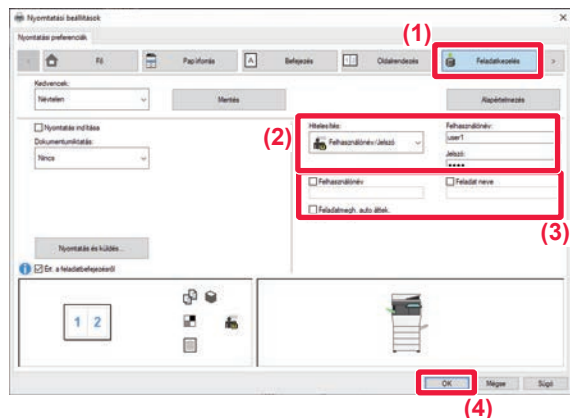 Nyomtatási beállítások
Nyomtatási preferenciák
(1)
Fő
Papírforrás
Befejezés
Oldalrendezés
Feladatkezelés
Kedvencek:
Névtelen
Mentés
Alapértelmezés
Nyomtatás indítása
Dokumentumiktatás:
Nincs
(2)
Hitelesítés:
Felhasználónév/Jelszó
Felhasználónév:
user1
Jelszó:
••••
Felhasználónév
Feladat neve
Feladatmegh. auto áttek.
(3)
Nyomtatás és küldés...
Ért. a feladatbefejezésről
1 2
OK
Mégse
Súgó
(4)